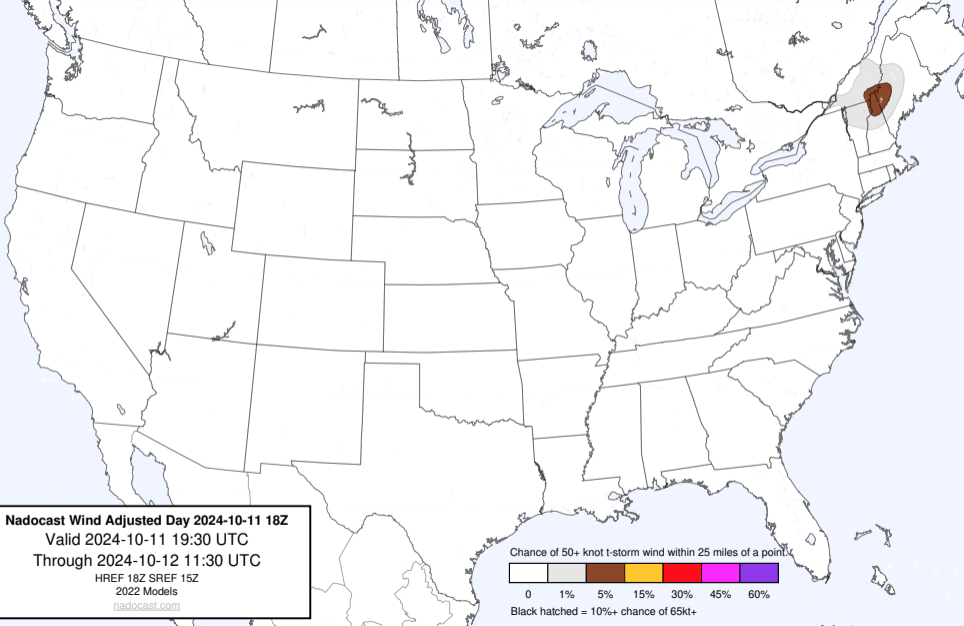 Nadocast Wind Adjusted Day 2024-10-11 18Z
Valid 2024-10-11 19:30 UTC
Through 2024-10-12 11:30 UTC
HREF 18Z SREF 15Z
2022 Models
nadocast.com
Chance of 50+ knot t-storm wind within 25 miles of a point.
0 1% 5% 15% 30% 45% 60%
Black hatched = 10%+ chance of 65kt+